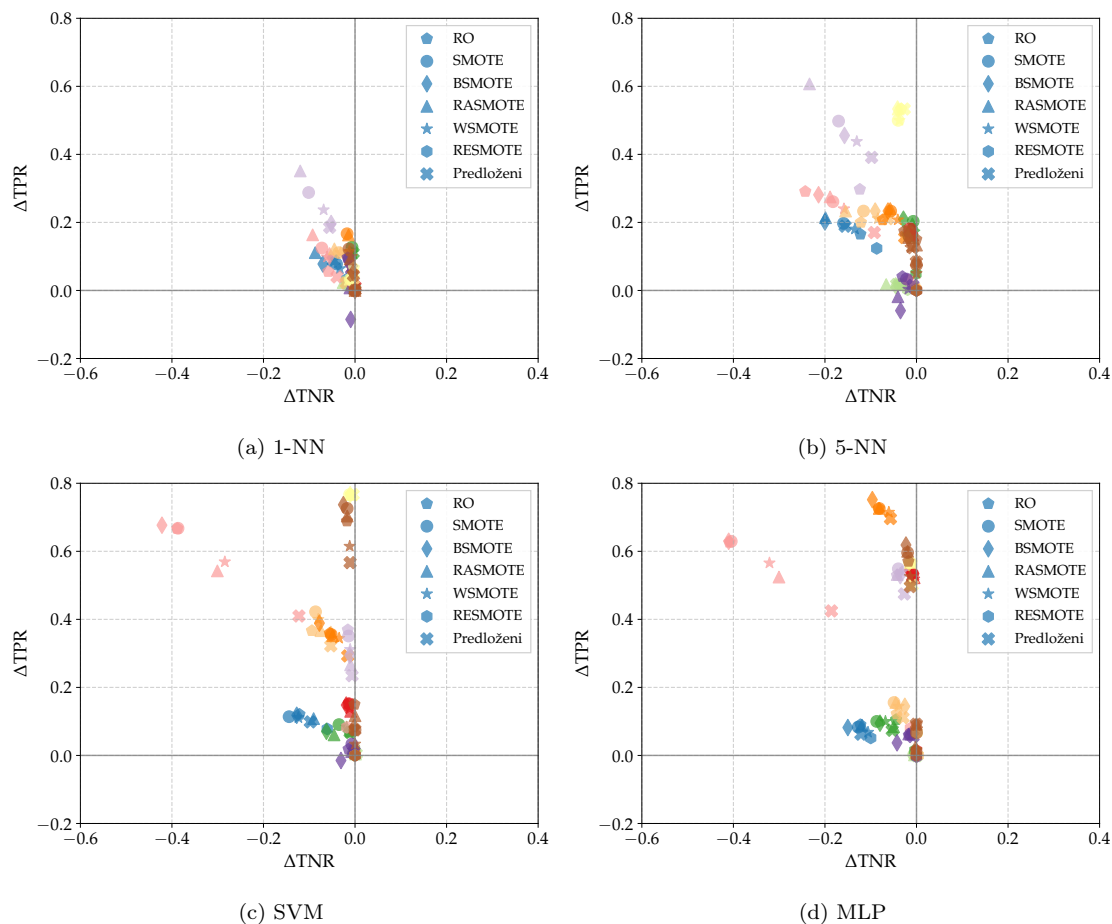 0.8
0.6
0.4
0.2
0.0
−0.2
ΔTPR
−0.6
−0.4
−0.2
0.0
0.2
0.4
ΔTNR
RO
SMOTE
BSMOTE
RASMOTE
WSMOTE
RESMOTE
Predloženi
(a) 1-NN
0.8
0.6
0.4
0.2
0.0
−0.2
ΔTPR
−0.6
−0.4
−0.2
0.0
0.2
0.4
ΔTNR
RO
SMOTE
BSMOTE
RASMOTE
WSMOTE
RESMOTE
Predloženi
(b) 5-NN
0.8
0.6
0.4
0.2
0.0
−0.2
ΔTPR
−0.6
−0.4
−0.2
0.0
0.2
0.4
ΔTNR
RO
SMOTE
BSMOTE
RASMOTE
WSMOTE
RESMOTE
Predloženi
(c) SVM
0.8
0.6
0.4
0.2
0.0
−0.2
ΔTPR
−0.6
−0.4
−0.2
0.0
0.2
0.4
ΔTNR
RO
SMOTE
BSMOTE
RASMOTE
WSMOTE
RESMOTE
Predloženi
(d) MLP